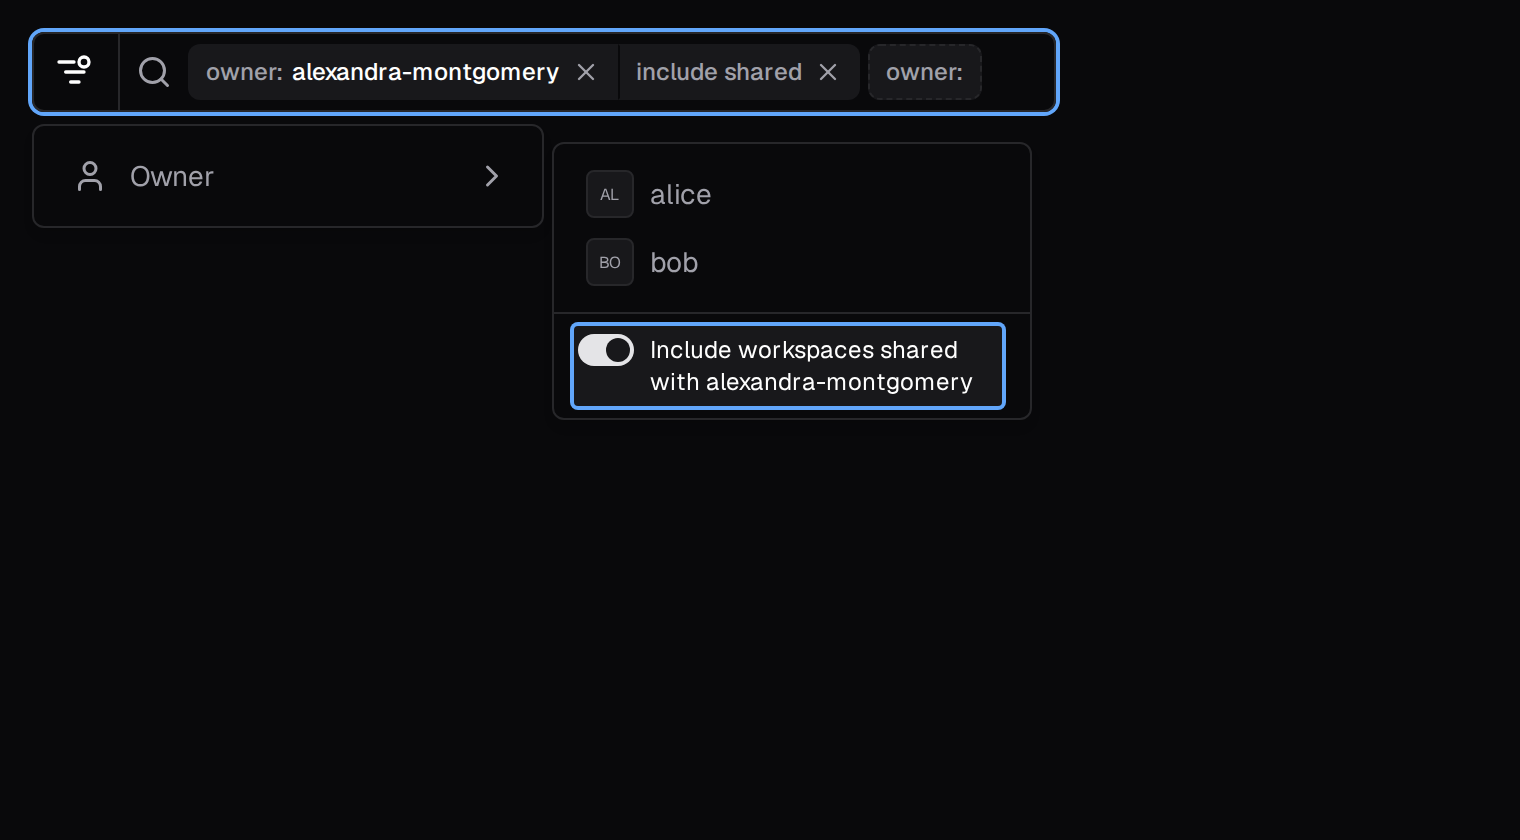 owner: alexandra-montgomery include shared owner:
Owner
AL alice
BO bob
Include workspaces shared
with alexandra-montgomery